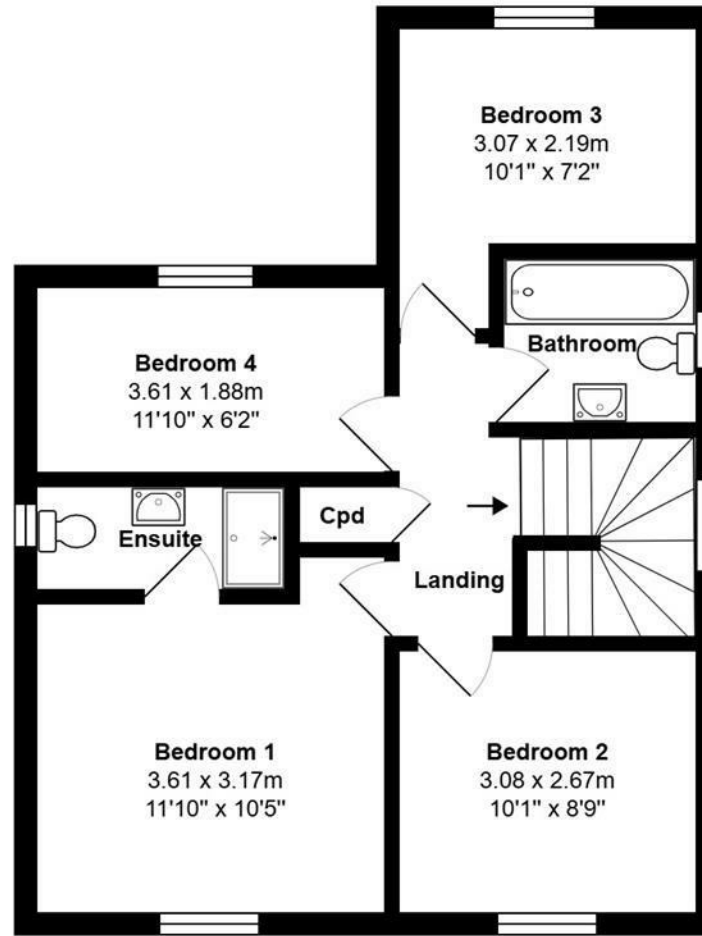 Bedroom 3
3.07 x 2.19m
10'1" x 7'2"
Bathroom
Bedroom 4
3.61 x 1.88m
11'10" x 6'2"
Cpd
Ensuite
Landing
Bedroom 1
3.61 x 3.17m
11'10" x 10'5"
Bedroom 2
3.08 x 2.67m
10'1" x 8'9"